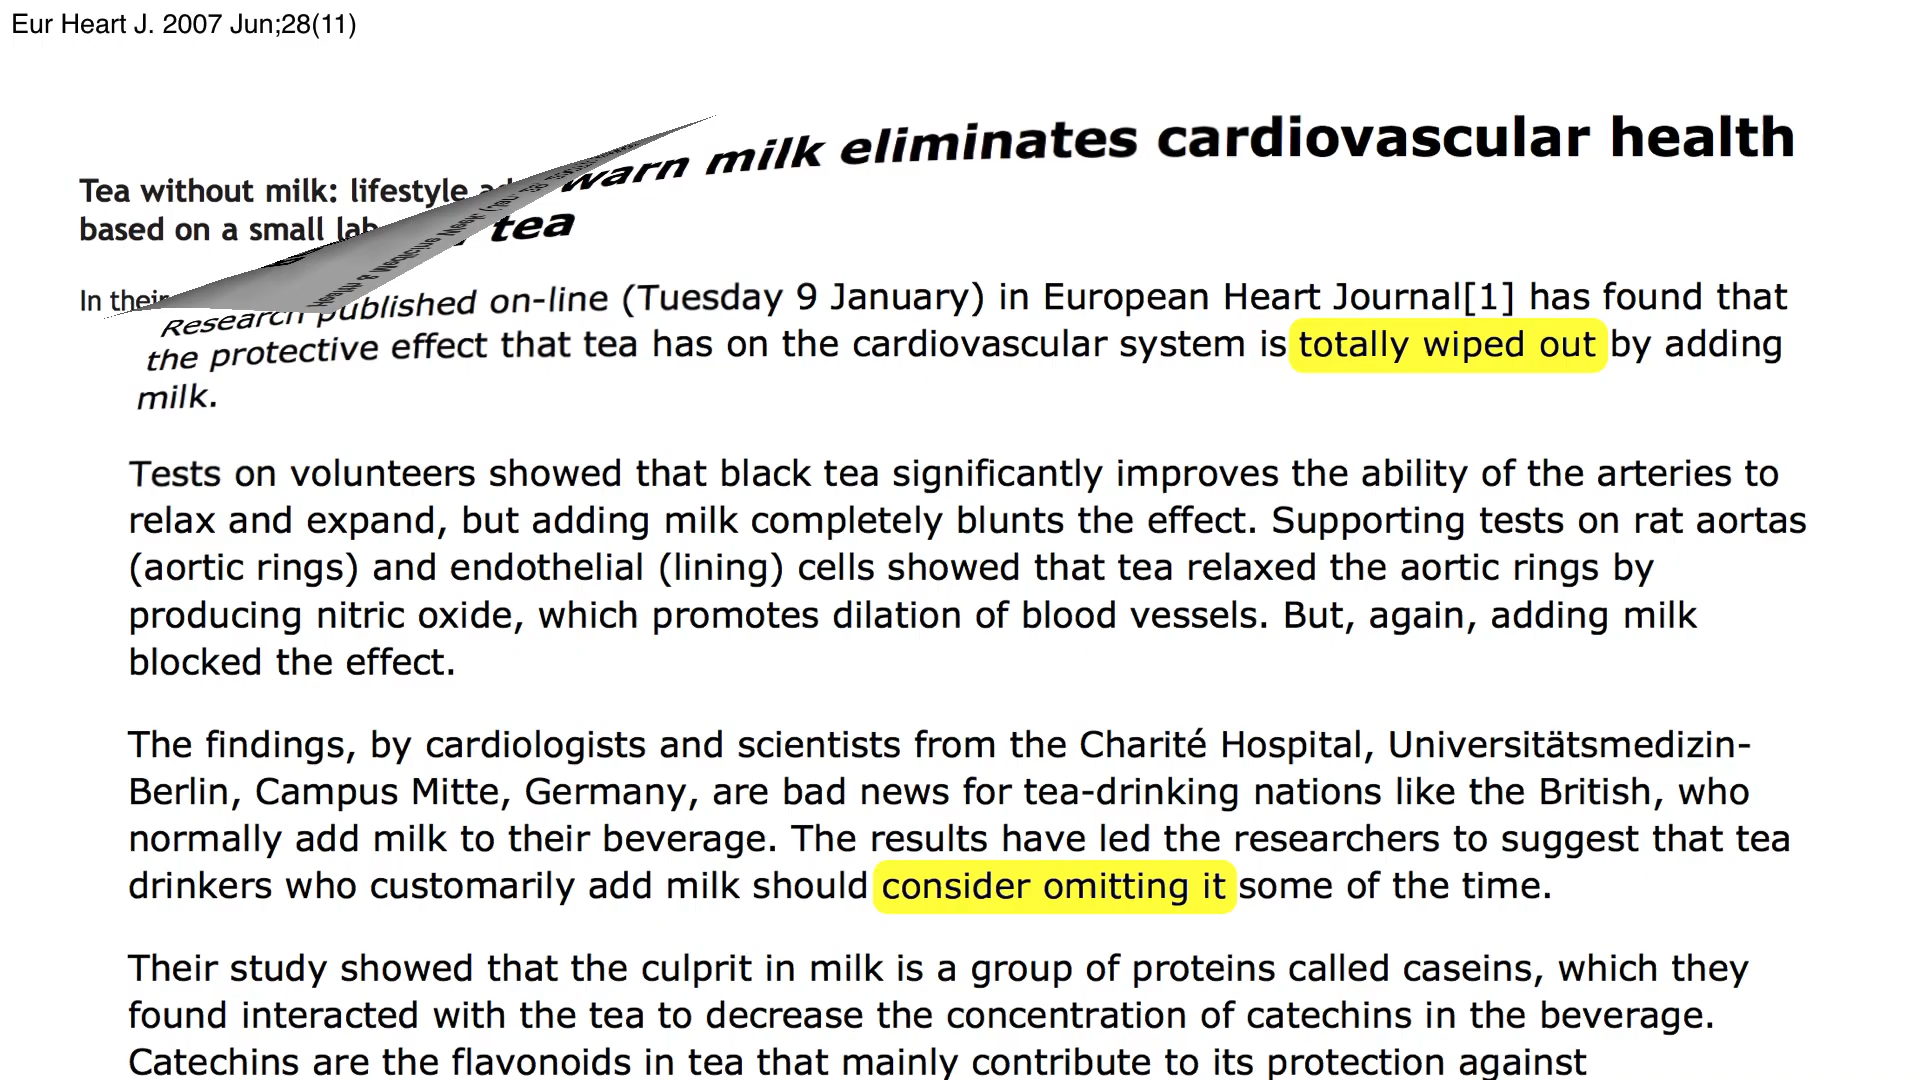 Eur Heart J. 2007 Jun;28(11)
warn milk eliminates cardiovascular health
tea
Tea without milk: lifestyle
based on a small lab
In their
Research published on-line (Tuesday 9 January) in European Heart Journal[1] has found that
the protective effect that tea has on the cardiovascular system is totally wiped out by adding
milk.
Tests on volunteers showed that black tea significantly improves the ability of the arteries to
relax and expand, but adding milk completely blunts the effect. Supporting tests on rat aortas
(aortic rings) and endothelial (lining) cells showed that tea relaxed the aortic rings by
producing nitric oxide, which promotes dilation of blood vessels. But, again, adding milk
blocked the effect.
The findings, by cardiologists and scientists from the Charité Hospital, Universitätsmedizin-
Berlin, Campus Mitte, Germany, are bad news for tea-drinking nations like the British, who
normally add milk to their beverage. The results have led the researchers to suggest that tea
drinkers who customarily add milk should consider omitting it some of the time.
Their study showed that the culprit in milk is a group of proteins called caseins, which they
found interacted with the tea to decrease the concentration of catechins in the beverage.
Catechins are the flavonoids in tea that mainly contribute to its protection against